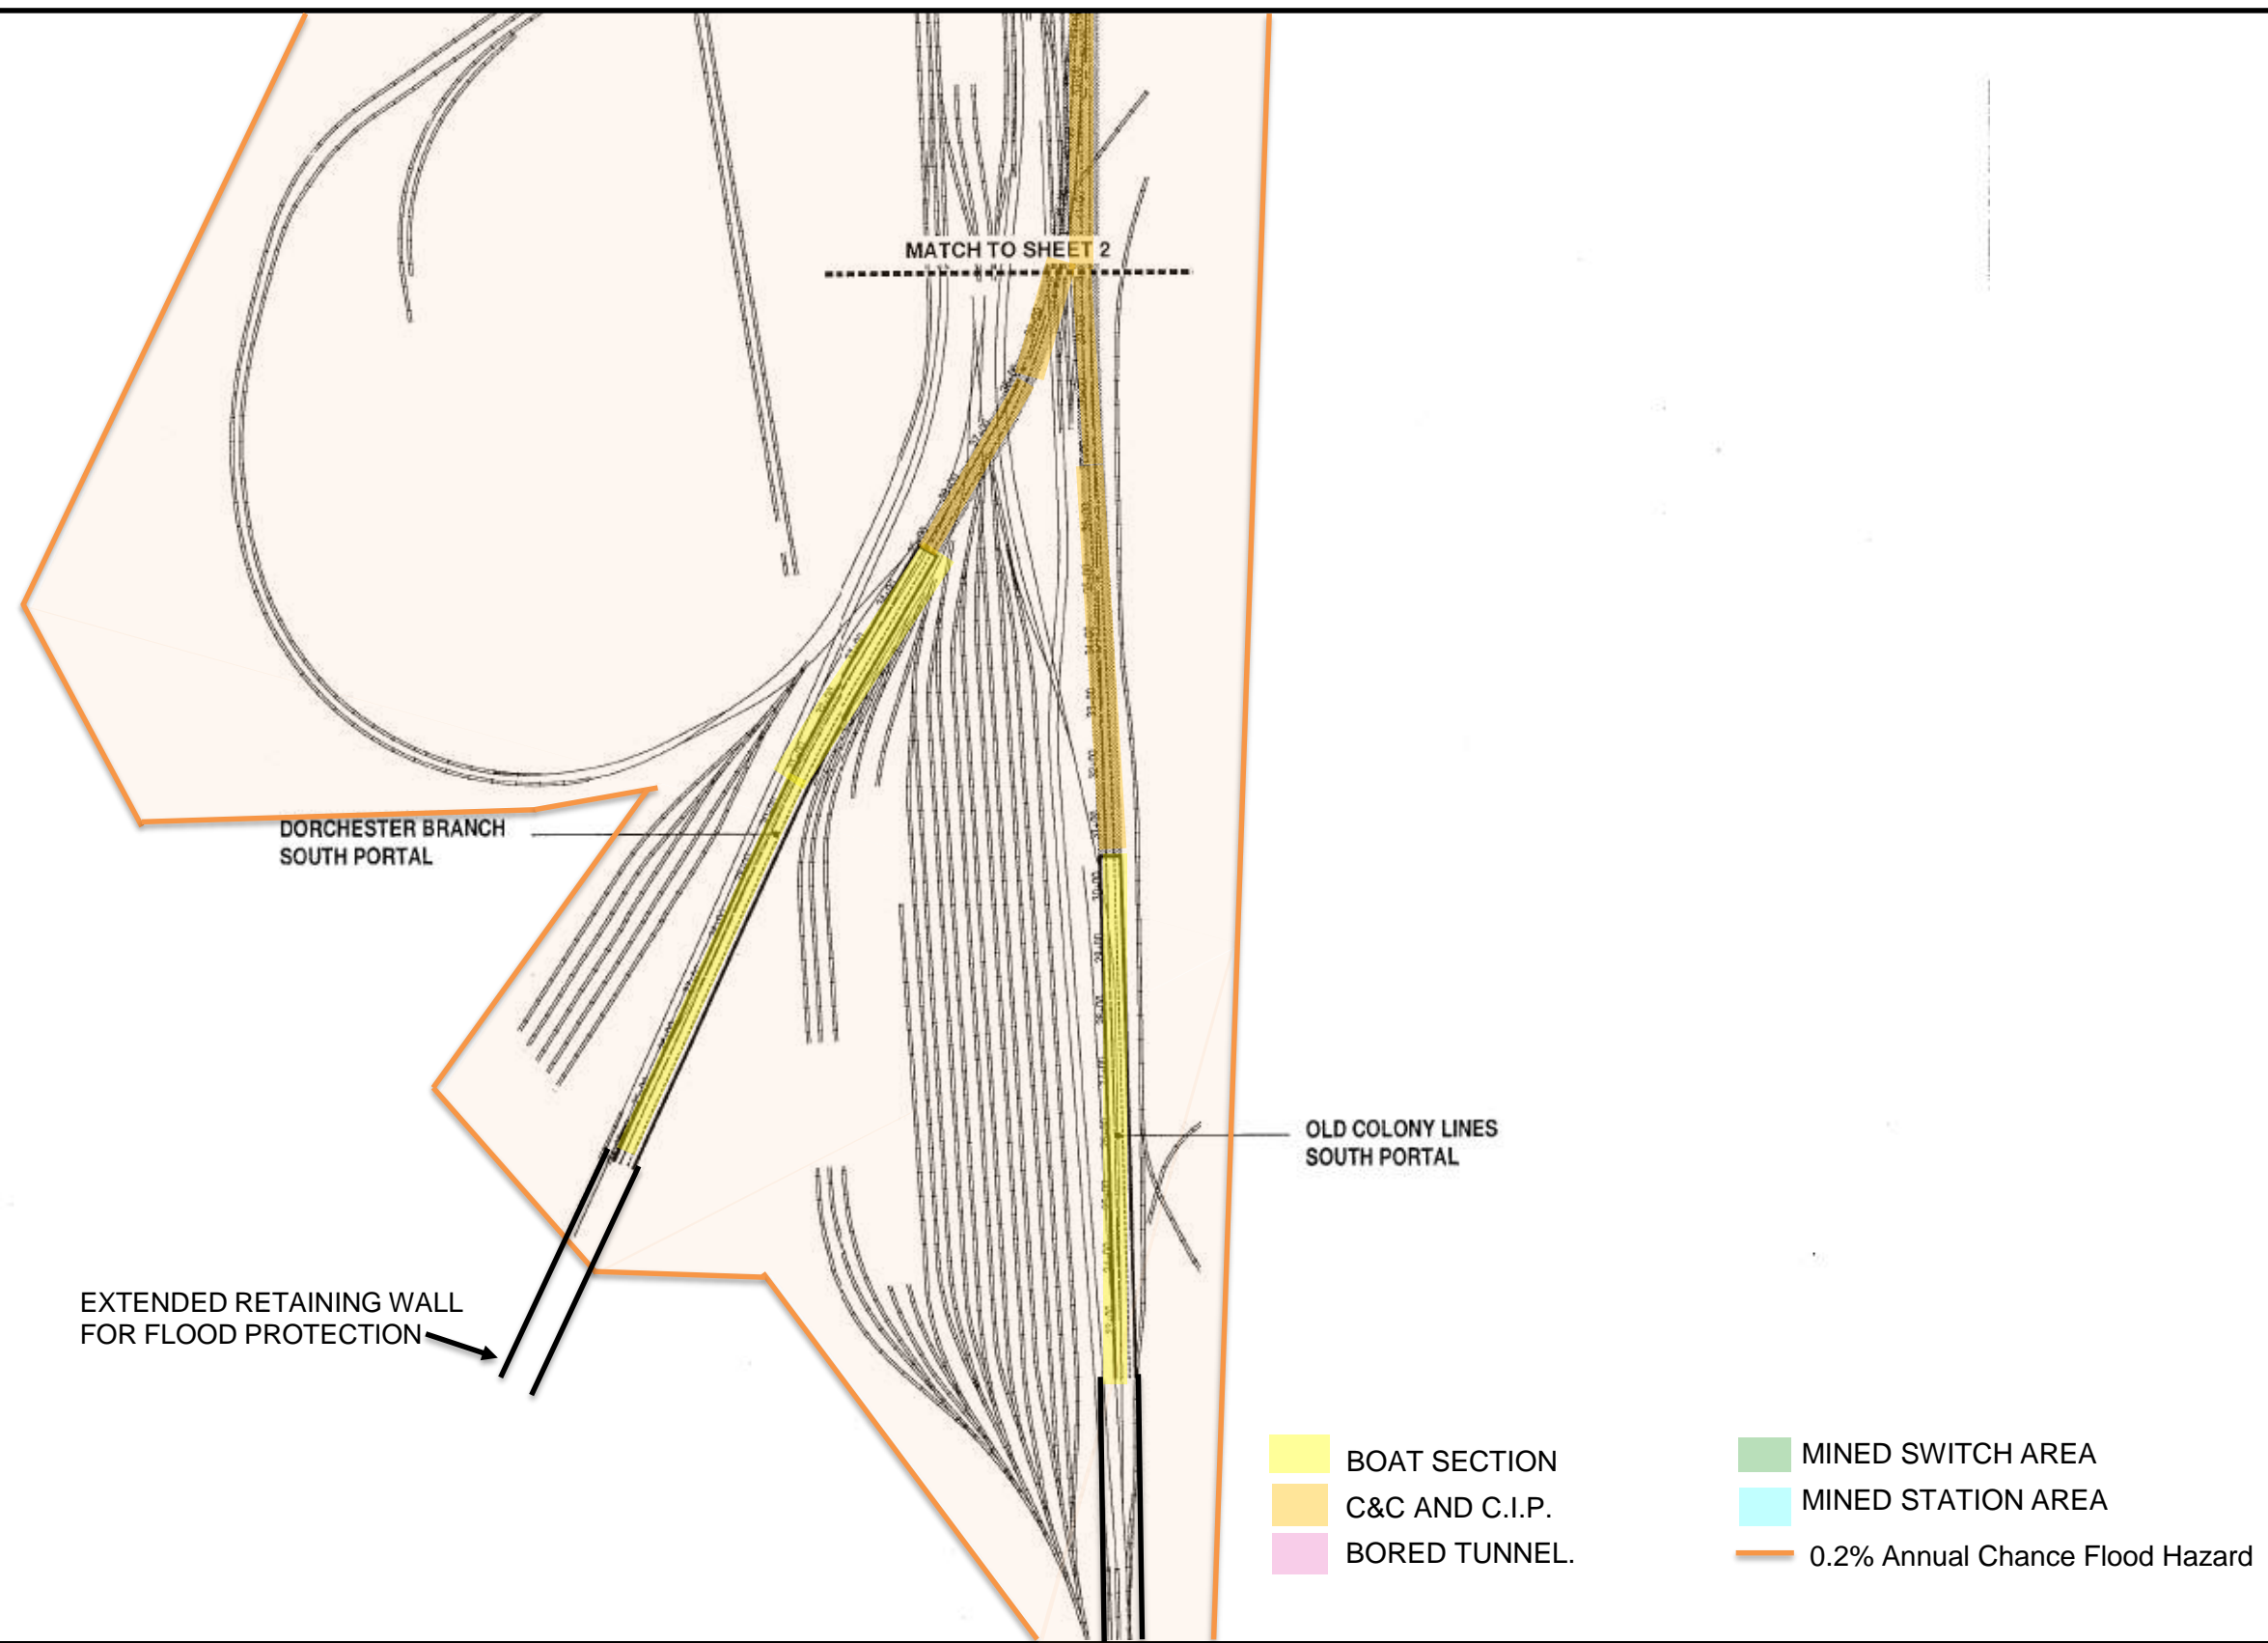 MATCH TO SHEET 2
DORCHESTER BRANCH
SOUTH PORTAL
OLD COLONY LINES
SOUTH PORTAL
EXTENDED RETAINING WALL
FOR FLOOD PROTECTION
BOAT SECTION
C&C AND C.I.P.
BORED TUNNEL.
MINED SWITCH AREA
MINED STATION AREA
0.2% Annual Chance Flood Hazard